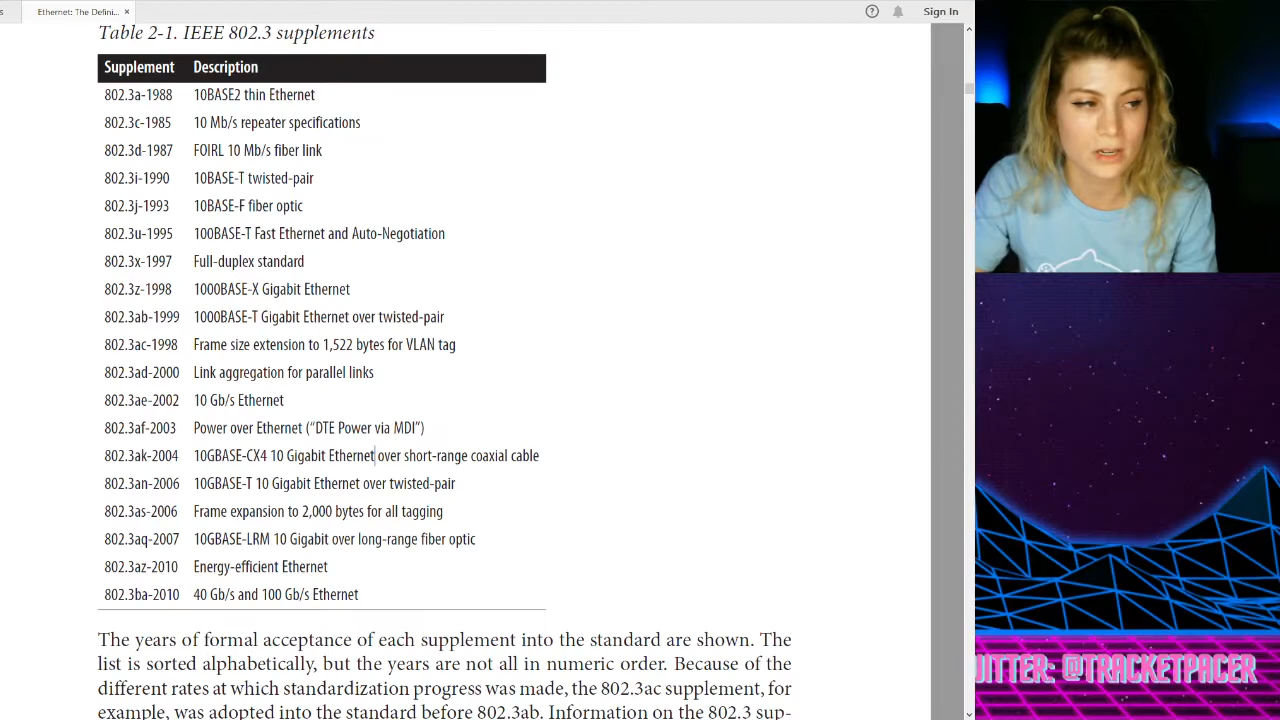 s
Ethernet: The Defini... ×
? Sign In
Table 2-1. IEEE 802.3 supplements
Supplement Description
802.3a-1988 10BASE2 thin Ethernet
802.3c-1985 10 Mb/s repeater specifications
802.3d-1987 FOIRL 10 Mb/s fiber link
802.3i-1990 10BASE-T twisted-pair
802.3j-1993 10BASE-F fiber optic
802.3u-1995 100BASE-T Fast Ethernet and Auto-Negotiation
802.3x-1997 Full-duplex standard
802.3z-1998 1000BASE-X Gigabit Ethernet
802.3ab-1999 1000BASE-T Gigabit Ethernet over twisted-pair
802.3ac-1998 Frame size extension to 1,522 bytes for VLAN tag
802.3ad-2000 Link aggregation for parallel links
802.3ae-2002 10 Gb/s Ethernet
802.3af-2003 Power over Ethernet (“DTE Power via MDI”)
802.3ak-2004 10GBASE-CX4 10 Gigabit Ethernet over short-range coaxial cable
802.3an-2006 10GBASE-T 10 Gigabit Ethernet over twisted-pair
802.3as-2006 Frame expansion to 2,000 bytes for all tagging
802.3aq-2007 10GBASE-LRM 10 Gigabit over long-range fiber optic
802.3az-2010 Energy-efficient Ethernet
802.3ba-2010 40 Gb/s and 100 Gb/s Ethernet
The years of formal acceptance of each supplement into the standard are shown. The
list is sorted alphabetically, but the years are not all in numeric order. Because of the
different rates at which standardization progress was made, the 802.3ac supplement, for
example, was adopted into the standard before 802.3ab. Information on the 802.3 sup-
WITTER: @TRACKETPACER